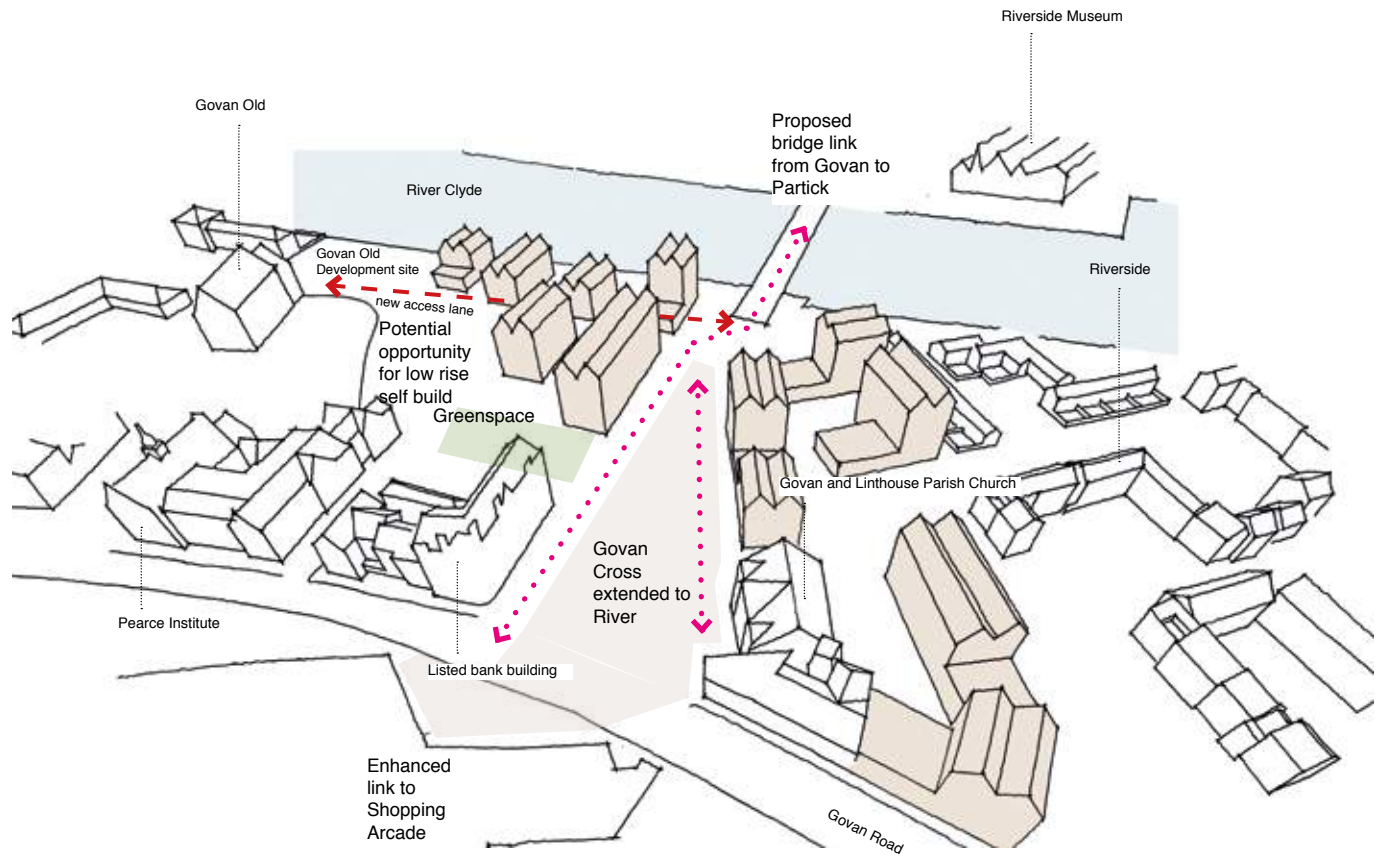 Riverside Museum
Govan Old
Proposed
bridge link
from Govan to
Partick
River Clyde
Govan Old
Development site
Riverside
new access lane
Potential
opportunity
for low rise
self build
Greenspace
Govan and Linthouse Parish Church
Govan
Cross
extended to
River
Pearce Institute
Listed bank building
Enhanced
link to
Shopping
Arcade
Govan Road